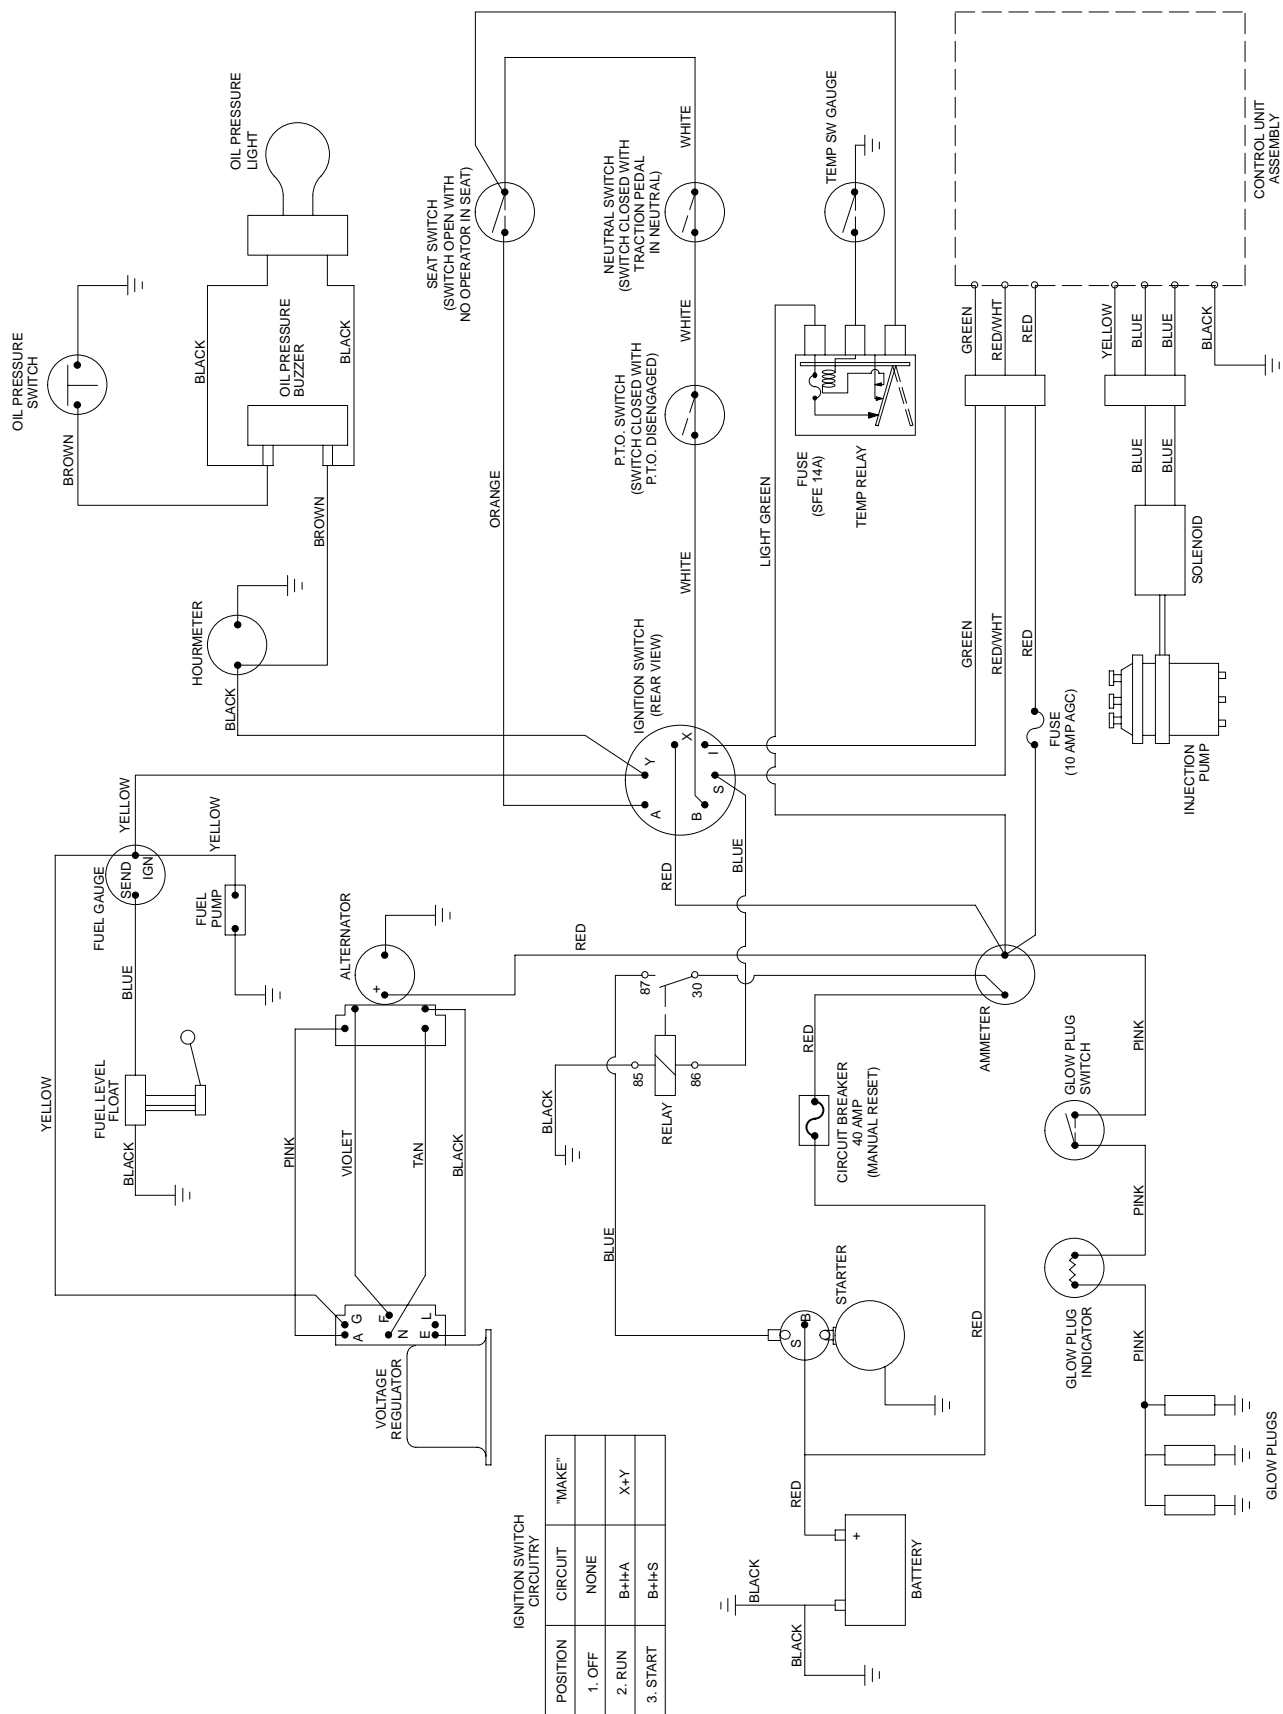 OIL PRESSURE
SWITCH
BROWN
OIL PRESSURE
LIGHT
BLACK
OIL PRESSURE
BUZZER
BLACK
BROWN
HOURMETER
BLACK
SEAT SWITCH
(SWITCH OPEN WITH
NO OPERATOR IN SEAT)
ORANGE
WHITE
NEUTRAL SWITCH
(SWITCH CLOSED WITH
TRACTION PEDAL
IN NEUTRAL)
WHITE
P.T.O. SWITCH
(SWITCH CLOSED WITH
P.T.O. DISENGAGED)
WHITE
TEMP SW GAUGE
FUSE
(SFE 14A)
TEMP RELAY
LIGHT GREEN
CONTROL UNIT
ASSEMBLY
GREEN
RED/WHT
RED
YELLOW
BLUE
BLUE
BLACK
BLUE
BLUE
SOLENOID
GREEN
RED/WHT
RED
FUSE
(10 AMP AGC)
INJECTION
PUMP
IGNITION SWITCH
(REAR VIEW)
Y
X
A
I
B
S
RED
BLUE
YELLOW
YELLOW
FUEL GAUGE
SEND
IGN
FUEL
PUMP
BLUE
FUEL LEVEL
FLOAT
BLACK
YELLOW
ALTERNATOR
+
RED
PINK
VIOLET
TAN
BLACK
G
A
F
N
L
E
VOLTAGE
REGULATOR
87
30
85
86
RELAY
BLACK
AMMETER
RED
CIRCUIT BREAKER
40 AMP
(MANUAL RESET)
PINK
GLOW PLUG
SWITCH
PINK
GLOW PLUG
INDICATOR
PINK
GLOW PLUGS
BLUE
STARTER
B
S
RED
RED
BATTERY
+
BLACK
BLACK
IGNITION SWITCH
CIRCUITRY
POSITION CIRCUIT "MAKE"
1. OFF NONE
2. RUN B+I+A X+Y
3. START B+I+S